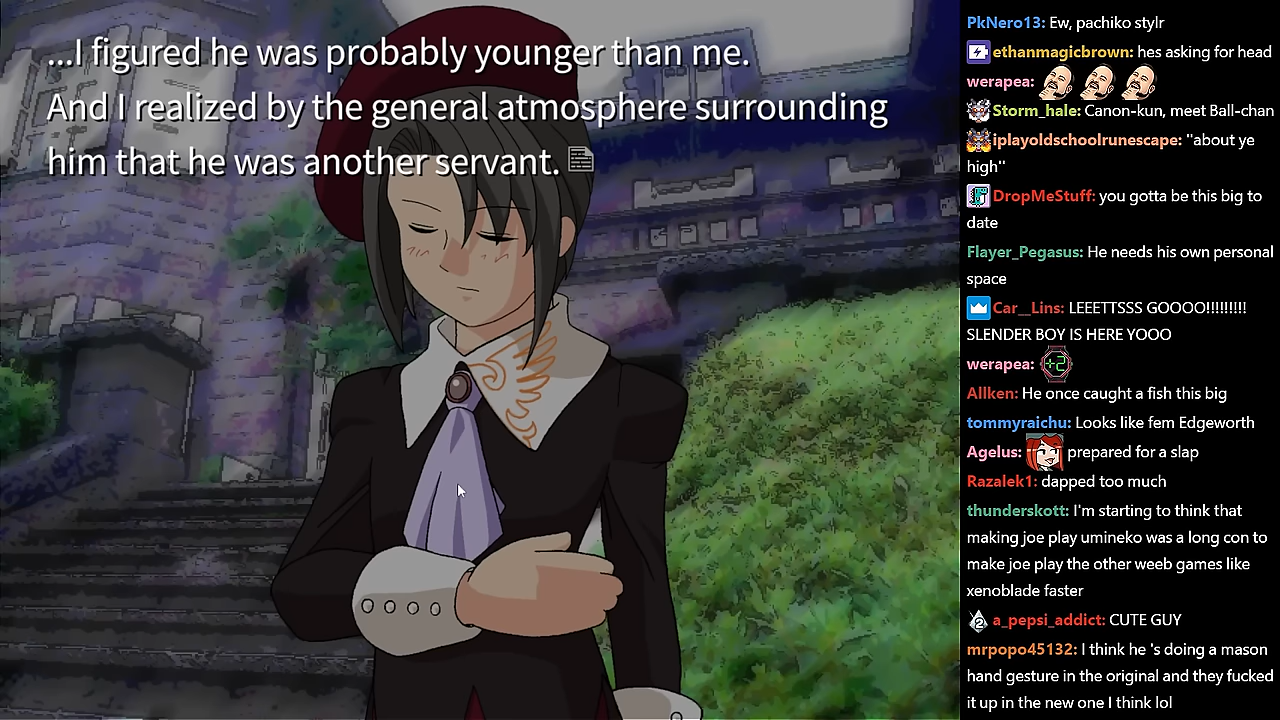 ...I figured he was probably younger than me.
And I realized by the general atmosphere surrounding
him that he was another servant.
PkNero13: Ew, pachiko stylr
ethanmagicbrown: hes asking for head
werapea:
Storm_hale: Canon-kun, meet Ball-chan
iplayoldschoolrunescape: "about ye
high"
DropMeStuff: you gotta be this big to
date
Flayer_Pegasus: He needs his own personal
space
Car__Lins: LEEETTSSS GOOOO!!!!!!!!!
SLENDER BOY IS HERE YOOO
werapea: +2
Allken: He once caught a fish this big
tommyraichu: Looks like fem Edgeworth
Agelus: prepared for a slap
Razalek1: dapped too much
thunderskott: I'm starting to think that
making joe play umineko was a long con to
make joe play the other weeb games like
xenoblade faster
2 a_pepsi_addict: CUTE GUY
mrpopo45132: I think he 's doing a mason
hand gesture in the original and they fucked
it up in the new one I think lol